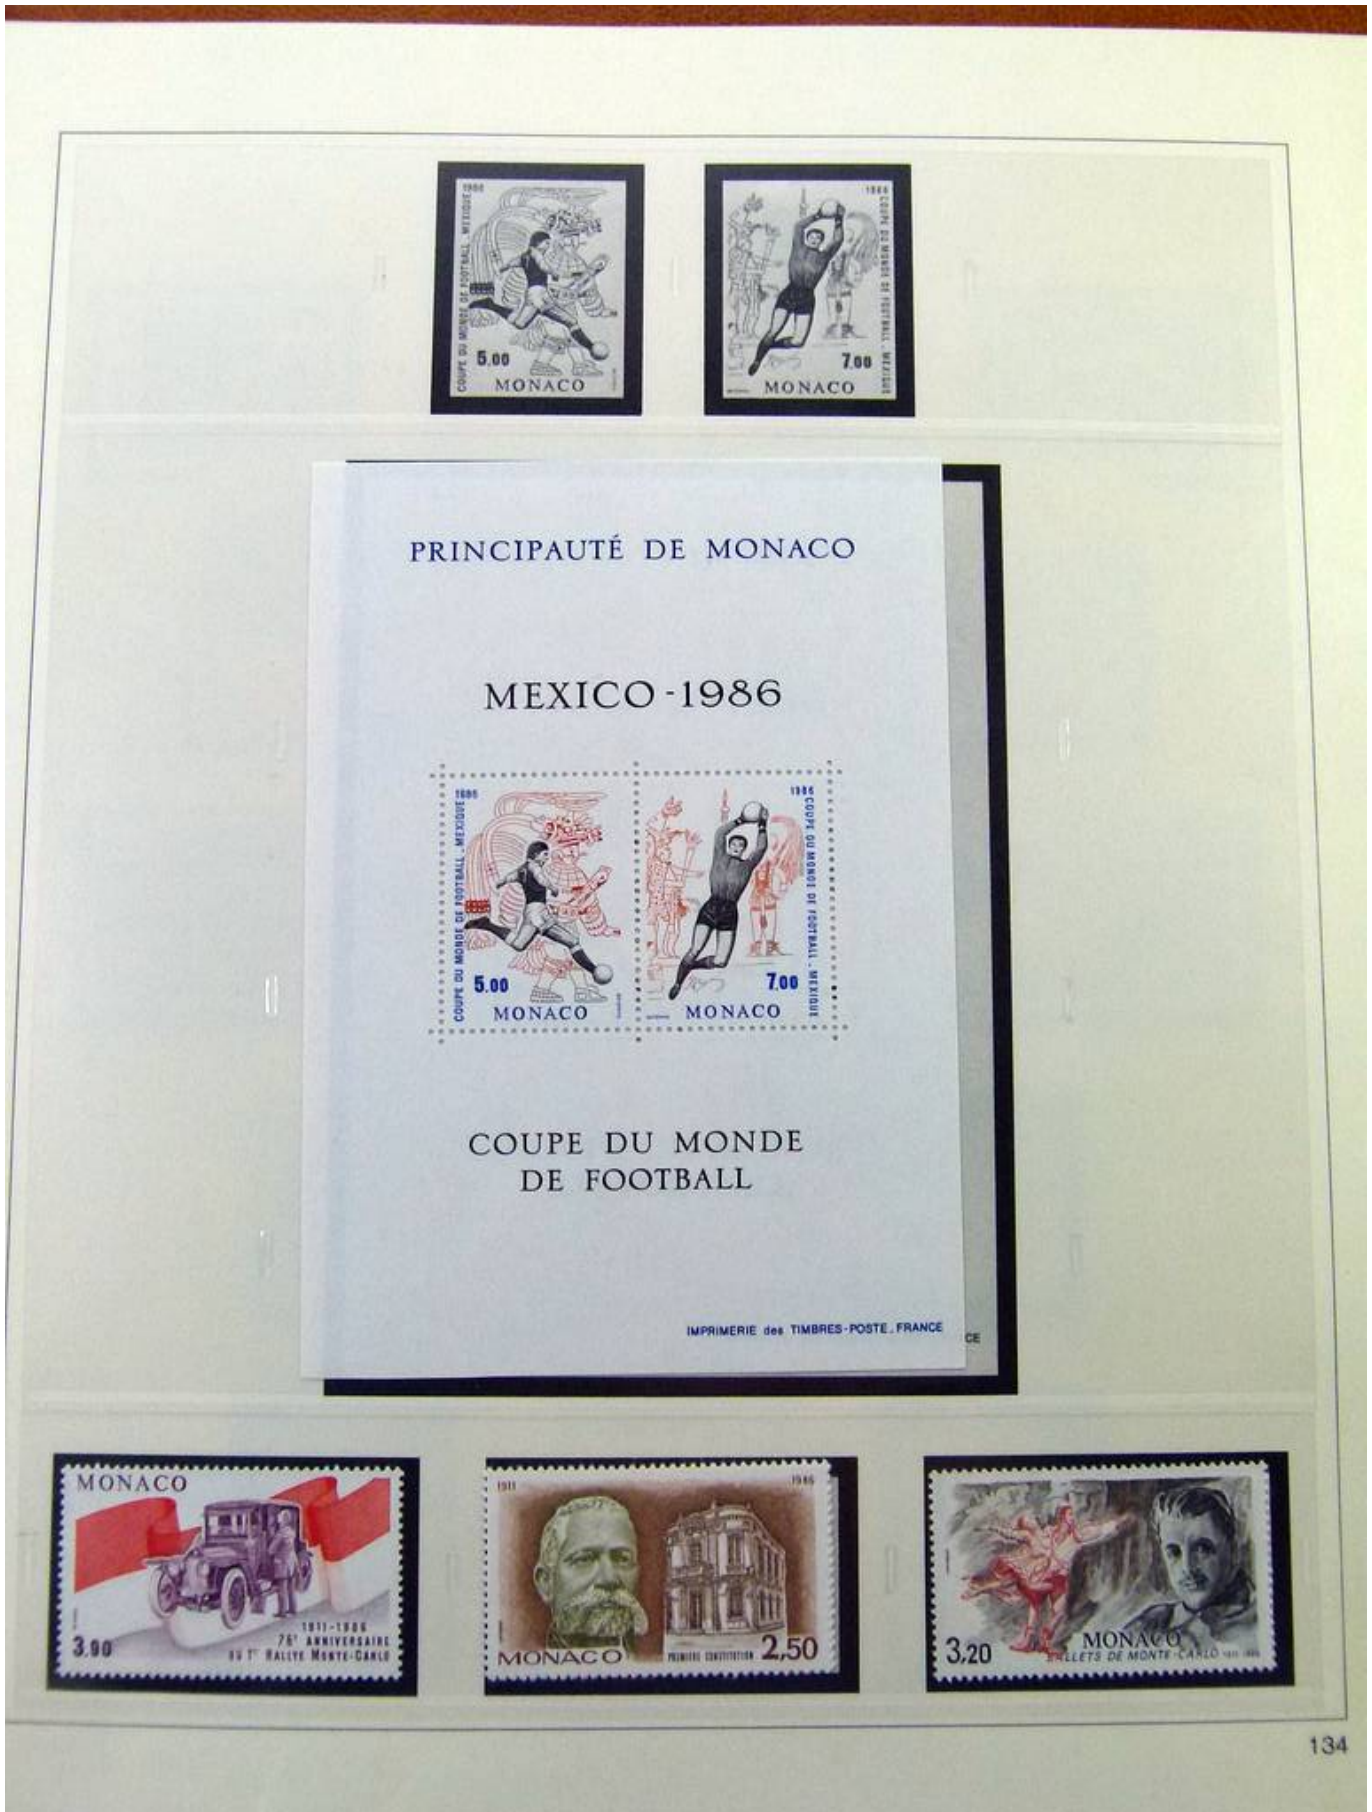 1986
COUPE DU MONDE DE FOOTBALL . MEXIQUE
5.00
MONACO
1986
COUPE DU MONDE DE FOOTBALL . MEXIQUE
7.00
MONACO
PRINCIPAUTÉ DE MONACO
MEXICO - 1986
1986
COUPE DU MONDE DE FOOTBALL . MEXIQUE
5.00
MONACO
1986
COUPE DU MONDE DE FOOTBALL . MEXIQUE
7.00
MONACO
COUPE DU MONDE
DE FOOTBALL
IMPRIMERIE des TIMBRES-POSTE . FRANCE
CE
MONACO
1911-1986
75e ANNIVERSAIRE
DU 1er RALLYE MONTE-CARLO
3.90
1911 1986
MONACO PREMIÈRE CONSTITUTION 2,50
3,20 MONACO
BALLETS DE MONTE-CARLO
134